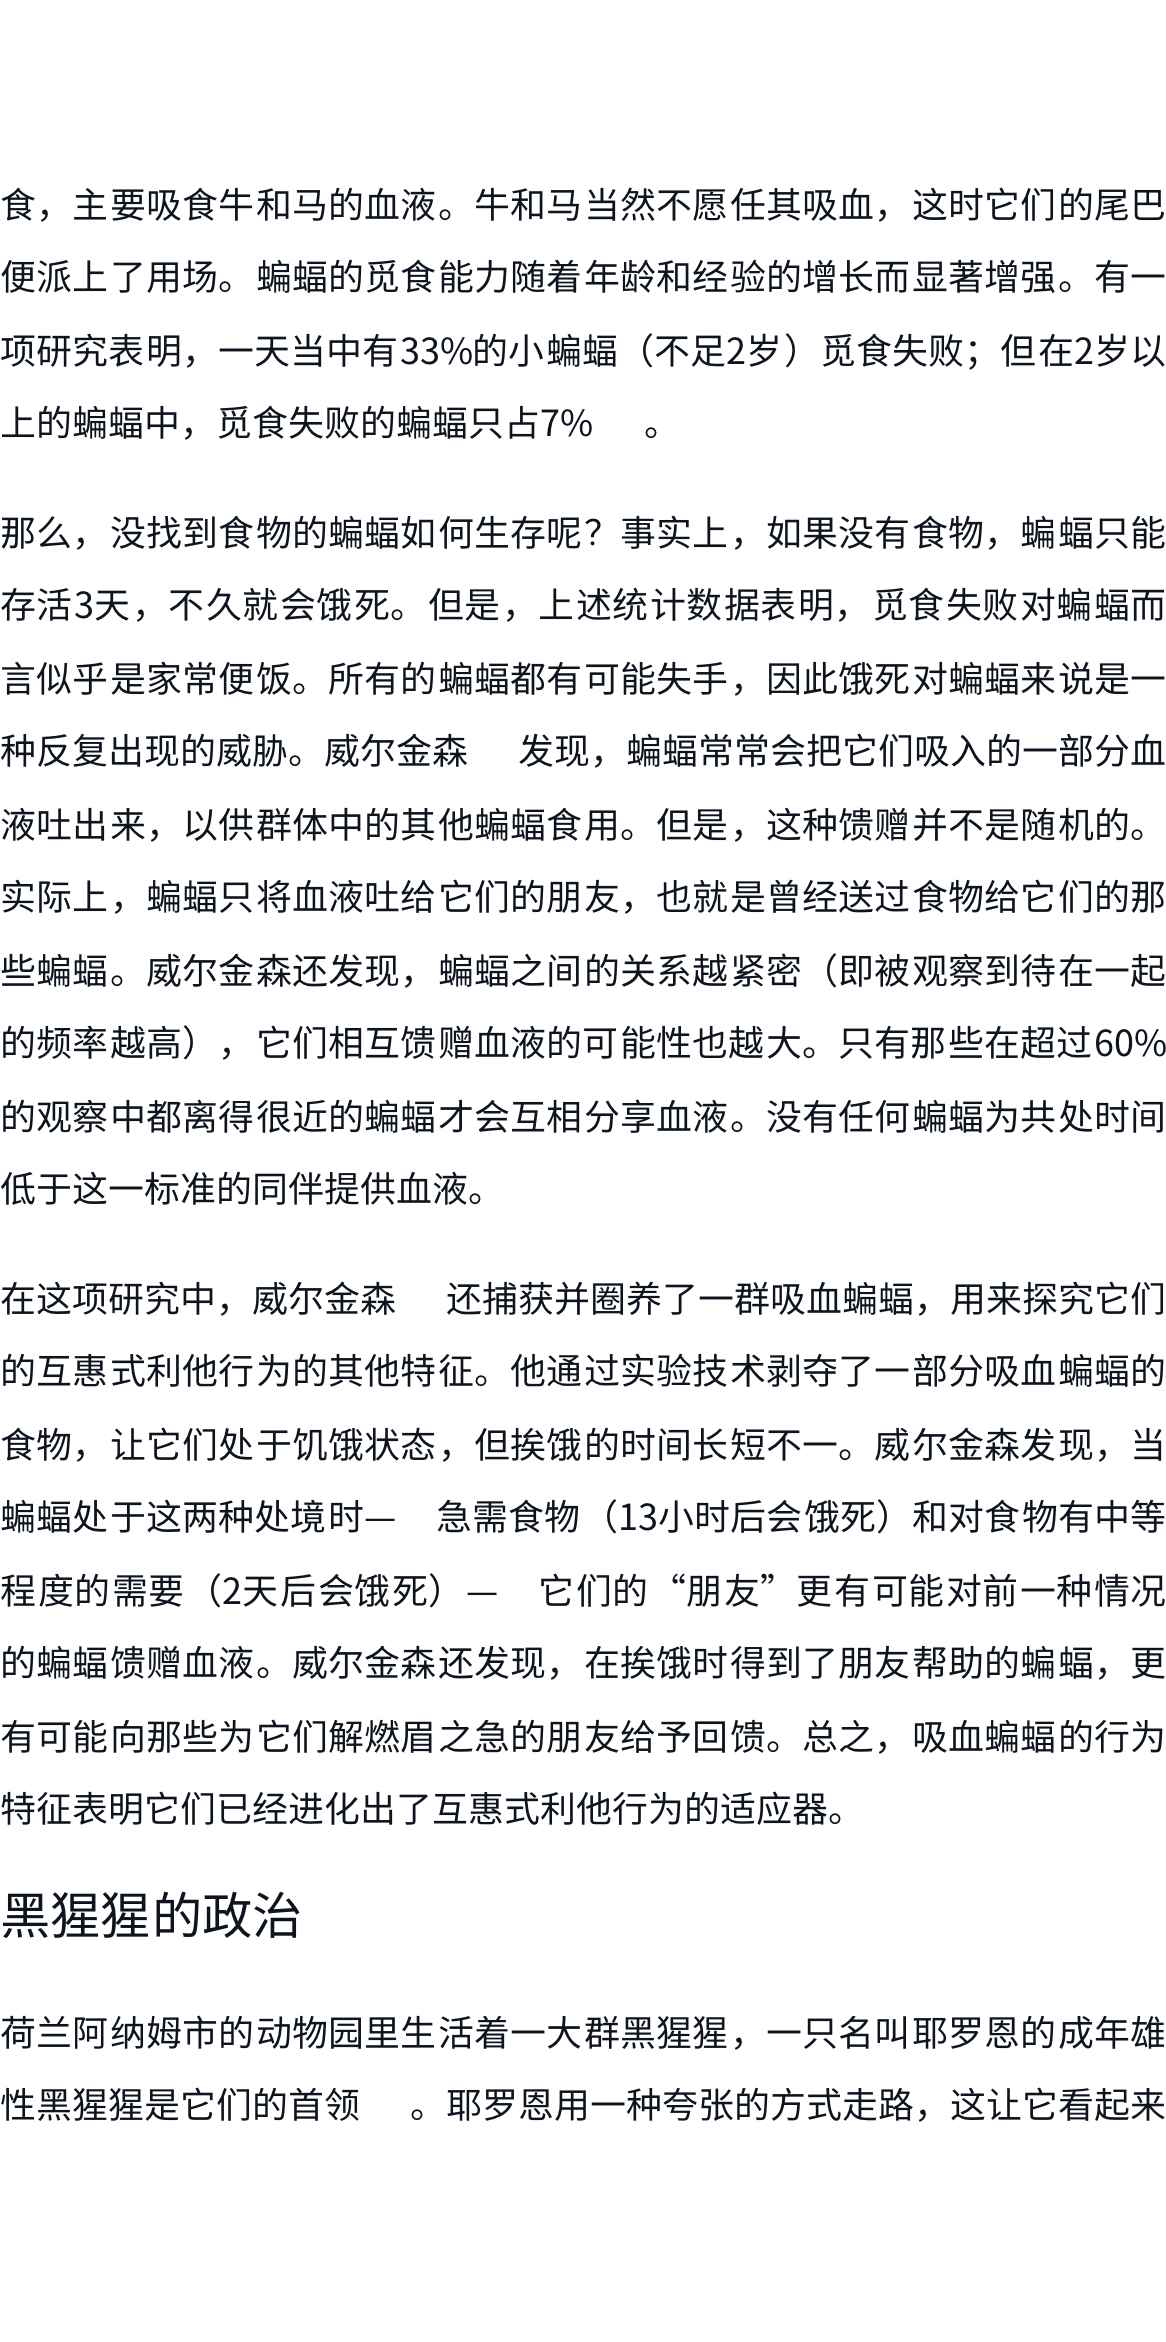 食，主要吸食牛和马的血液。牛和马当然不愿任其吸血，这时它们的尾巴
便派上了用场。蝙蝠的觅食能力随着年龄和经验的增长而显著增强。有一
项研究表明，一天当中有33%的小蝙蝠（不足2岁）觅食失败；但在2岁以
上的蝙蝠中，觅食失败的蝙蝠只占7% 。
那么，没找到食物的蝙蝠如何生存呢？事实上，如果没有食物，蝙蝠只能
存活3天，不久就会饿死。但是，上述统计数据表明，觅食失败对蝙蝠而
言似乎是家常便饭。所有的蝙蝠都有可能失手，因此饿死对蝙蝠来说是一
种反复出现的威胁。威尔金森 发现，蝙蝠常常会把它们吸入的一部分血
液吐出来，以供群体中的其他蝙蝠食用。但是，这种馈赠并不是随机的。
实际上，蝙蝠只将血液吐给它们的朋友，也就是曾经送过食物给它们的那
些蝙蝠。威尔金森还发现，蝙蝠之间的关系越紧密（即被观察到待在一起
的频率越高），它们相互馈赠血液的可能性也越大。只有那些在超过60%
的观察中都离得很近的蝙蝠才会互相分享血液。没有任何蝙蝠为共处时间
低于这一标准的同伴提供血液。
在这项研究中，威尔金森 还捕获并圈养了一群吸血蝙蝠，用来探究它们
的互惠式利他行为的其他特征。他通过实验技术剥夺了一部分吸血蝙蝠的
食物，让它们处于饥饿状态，但挨饿的时间长短不一。威尔金森发现，当
蝙蝠处于这两种处境时— 急需食物（13小时后会饿死）和对食物有中等
程度的需要（2天后会饿死）— 它们的“朋友”更有可能对前一种情况
的蝙蝠馈赠血液。威尔金森还发现，在挨饿时得到了朋友帮助的蝙蝠，更
有可能向那些为它们解燃眉之急的朋友给予回馈。总之，吸血蝙蝠的行为
特征表明它们已经进化出了互惠式利他行为的适应器。
黑猩猩的政治
荷兰阿纳姆市的动物园里生活着一大群黑猩猩，一只名叫耶罗恩的成年雄
性黑猩猩是它们的首领 。耶罗恩用一种夸张的方式走路，这让它看起来